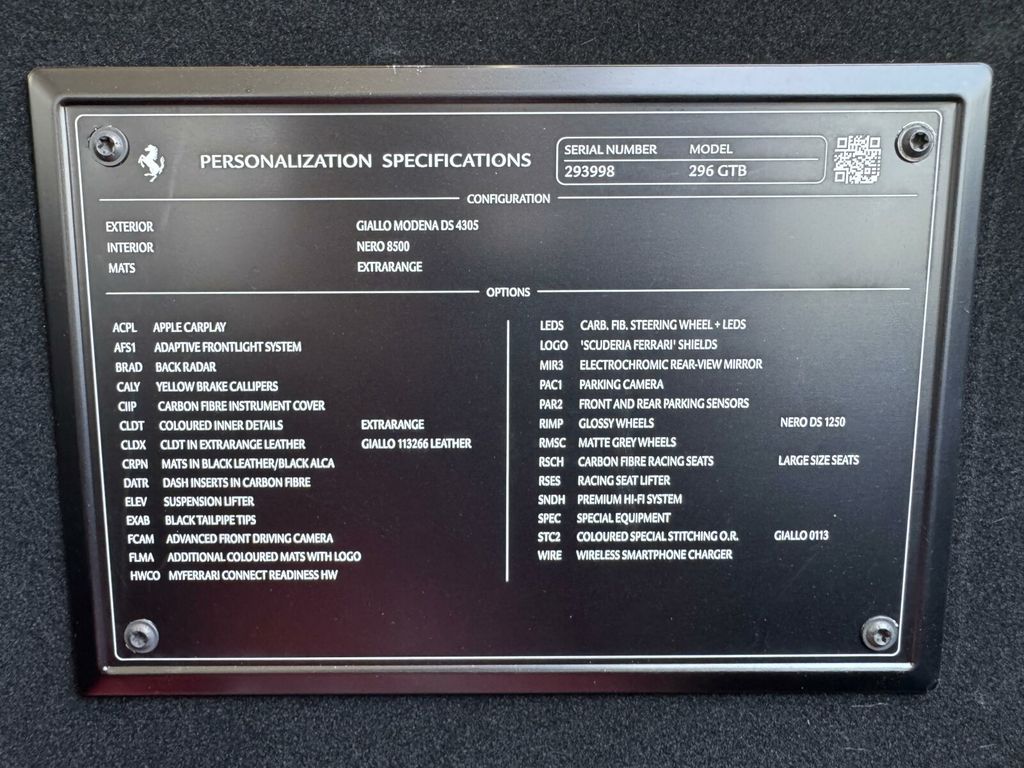 PERSONALIZATION SPECIFICATIONS
SERIAL NUMBER MODEL
293998 296 GTB
CONFIGURATION
EXTERIOR GIALLO MODENA DS 4305
INTERIOR NERO 8500
MATS EXTRARANGE
OPTIONS
ACPL APPLE CARPLAY
AFS1 ADAPTIVE FRONTLIGHT SYSTEM
BRAD BACK RADAR
CALY YELLOW BRAKE CALLIPERS
CIIP CARBON FIBRE INSTRUMENT COVER
CLDT COLOURED INNER DETAILS EXTRARANGE
CLDX CLDT IN EXTRARANGE LEATHER GIALLO 113266 LEATHER
CRPN MATS IN BLACK LEATHER/BLACK ALCA
DATR DASH INSERTS IN CARBON FIBRE
ELEV SUSPENSION LIFTER
EXAB BLACK TAILPIPE TIPS
FCAM ADVANCED FRONT DRIVING CAMERA
FLMA ADDITIONAL COLOURED MATS WITH LOGO
HWCO MYFERRARI CONNECT READINESS HW
LEDS CARB. FIB. STEERING WHEEL + LEDS
LOGO 'SCUDERIA FERRARI' SHIELDS
MIR3 ELECTROCHROMIC REAR-VIEW MIRROR
PAC1 PARKING CAMERA
PAR2 FRONT AND REAR PARKING SENSORS
RIMP GLOSSY WHEELS NERO DS 1250
RMSC MATTE GREY WHEELS
RSCH CARBON FIBRE RACING SEATS LARGE SIZE SEATS
RSES RACING SEAT LIFTER
SNDH PREMIUM HI-FI SYSTEM
SPEC SPECIAL EQUIPMENT
STC2 COLOURED SPECIAL STITCHING O.R. GIALLO 0113
WIRE WIRELESS SMARTPHONE CHARGER